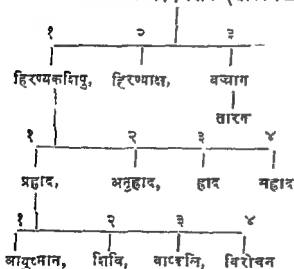 १ २ ३
हिरण्यकशिपु, हिरण्याक्ष, वज्राग
तारन
१ २ ३ ४
प्रह्लाद, अनुह्लाद, ह्लाद महाद
१ २ ३ ४
आयुष्मान, शिवि, वाष्कलि, विरोचन